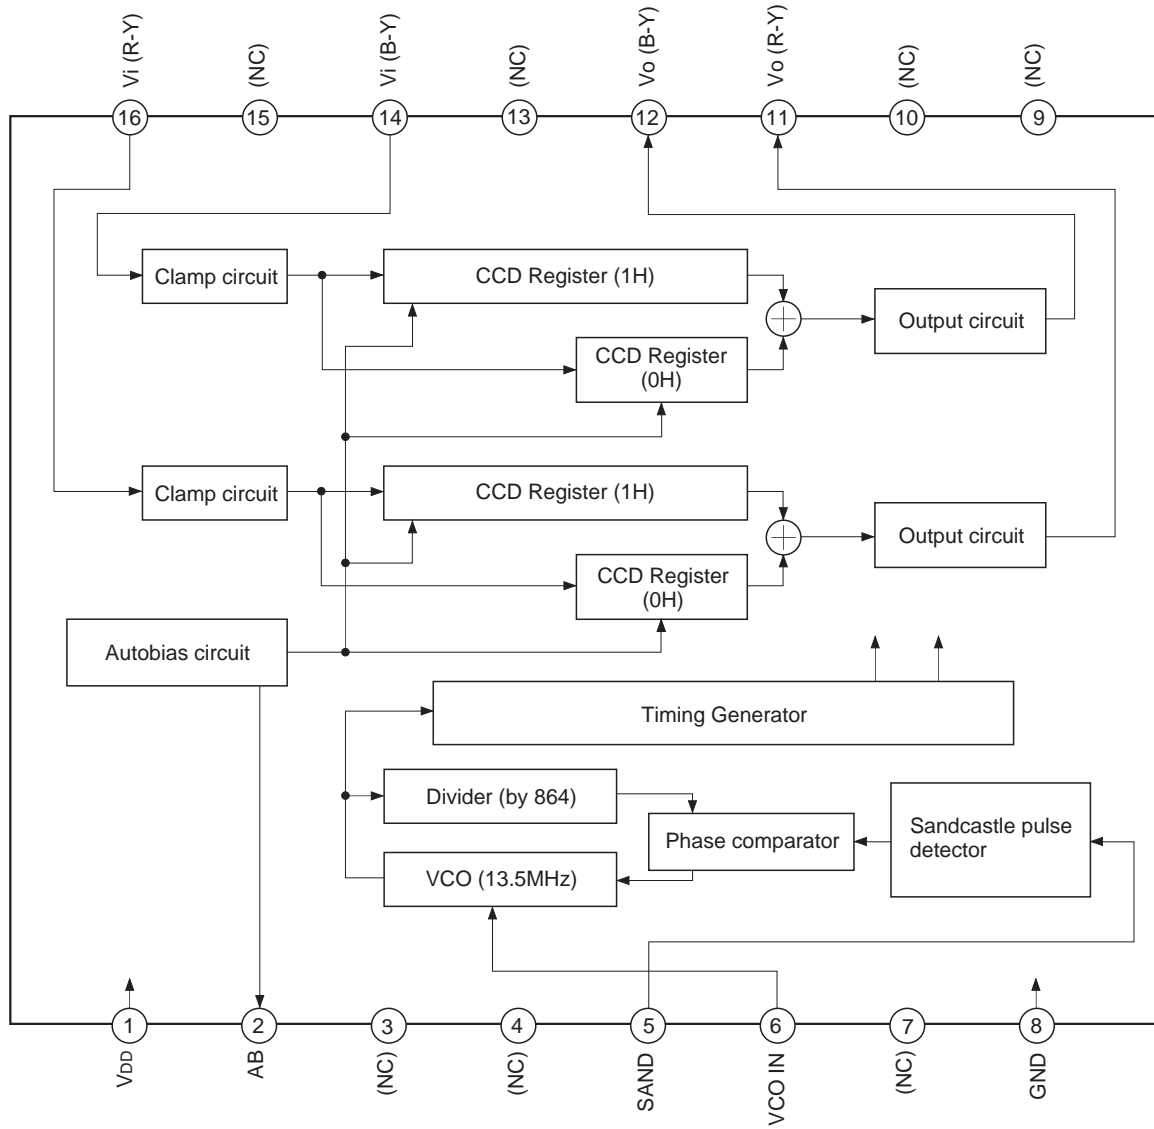 Vi (R-Y)
(NC)
Vi (B-Y)
(NC)
Vo (B-Y)
Vo (R-Y)
(NC)
(NC)
16
15
14
13
12
11
10
9
Clamp circuit
CCD Register (1H)
Output circuit
CCD Register
(0H)
Clamp circuit
CCD Register (1H)
Output circuit
CCD Register
(0H)
Autobias circuit
Timing Generator
Divider (by 864)
Phase comparator
Sandcastle pulse
detector
VCO (13.5MHz)
1
2
3
4
5
6
7
8
VDD
AB
(NC)
(NC)
SAND
VCO IN
(NC)
GND